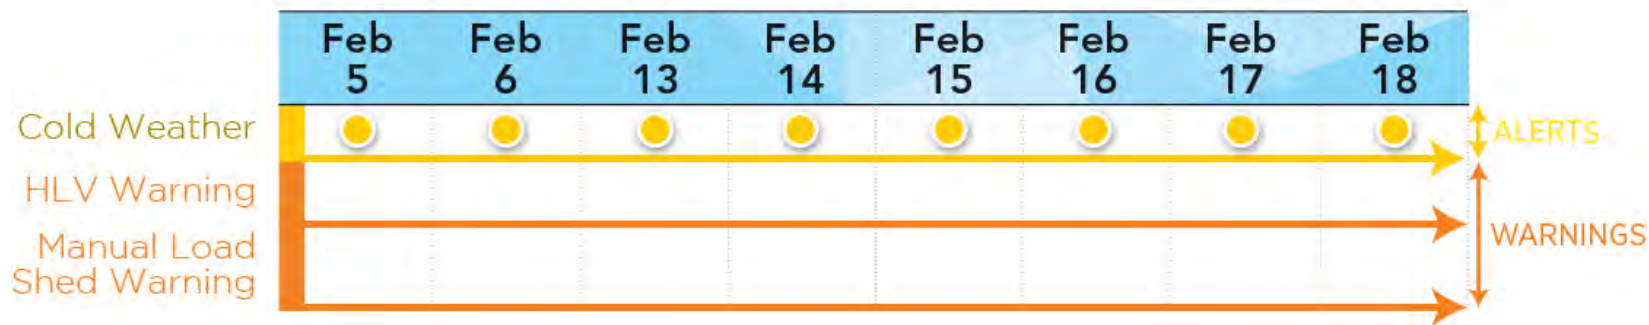 Feb Feb Feb Feb Feb Feb Feb Feb
5 6 13 14 15 16 17 18
Cold Weather
ALERTS
HLV Warning
WARNINGS
Manual Load
Shed Warning